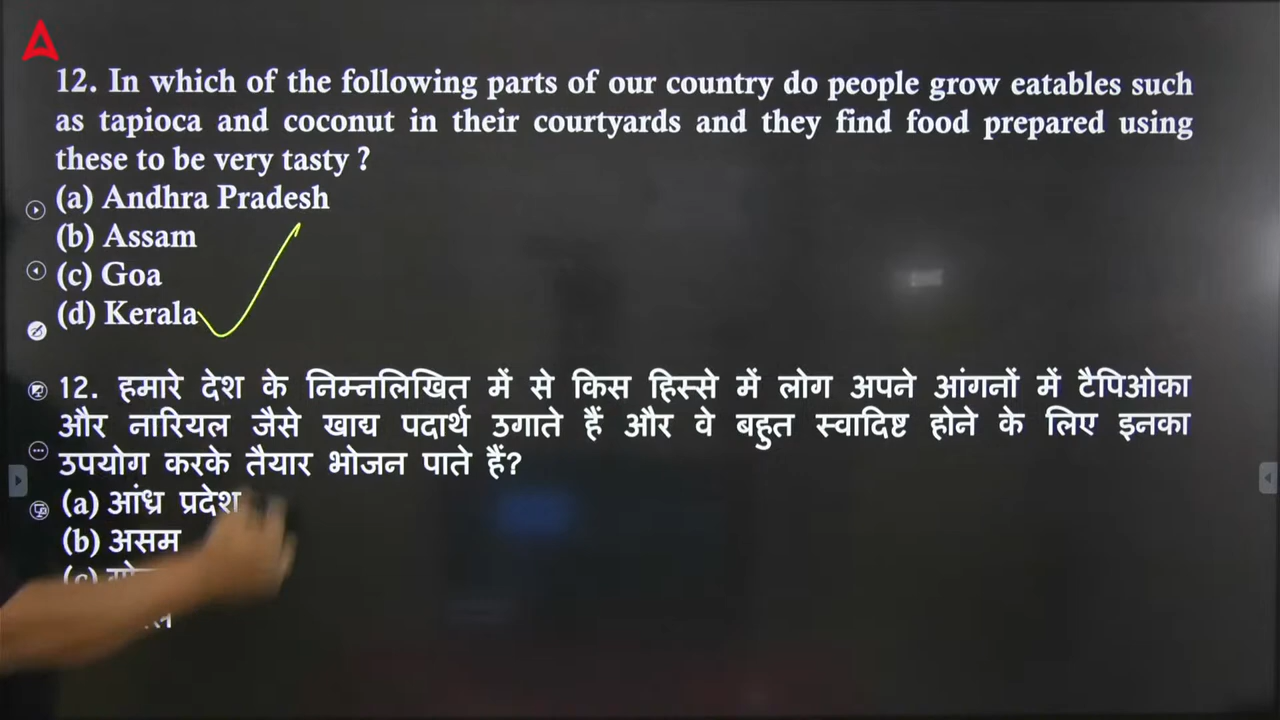 12. In which of the following parts of our country do people grow eatables such
as tapioca and coconut in their courtyards and they find food prepared using
these to be very tasty ?
(a) Andhra Pradesh
(b) Assam
(c) Goa
(d) Kerala
12. हमारे देश के निम्नलिखित में से किस हिस्से में लोग अपने आंगनों में टैपिओका
और नारियल जैसे खाद्य पदार्थ उगाते हैं और वे बहुत स्वादिष्ट होने के लिए इनका
उपयोग करके तैयार भोजन पाते हैं?
(a) आंध्र प्रदेश
(b) असम
(c)